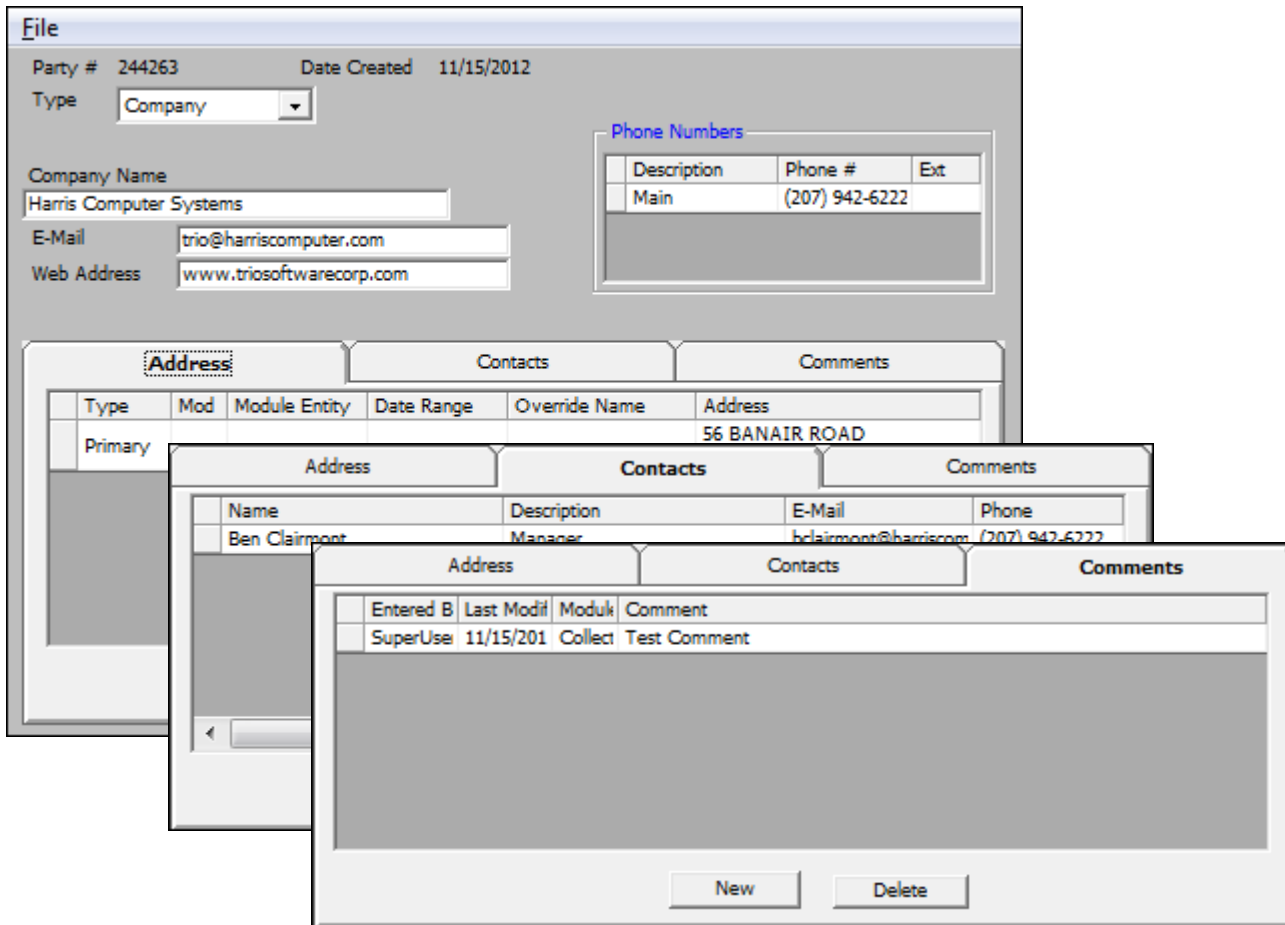 File
Party # 244263 Date Created 11/15/2012
Type Company
Phone Numbers
Description Phone # Ext
Main (207) 942-6222
Company Name
Harris Computer Systems
E-Mail trio@harriscomputer.com
Web Address www.triosoftwarecorp.com
Address Contacts Comments
Type Mod Module Entity Date Range Override Name Address
Primary 56 BANAIR ROAD
Address Contacts Comments
Name Description E-Mail Phone
Ben Clairmont Manager bclairmont@harriscom (207) 942-6222
Address Contacts Comments
Entered B Last Modif Modul Comment
SuperUse 11/15/201 Collect Test Comment
New Delete